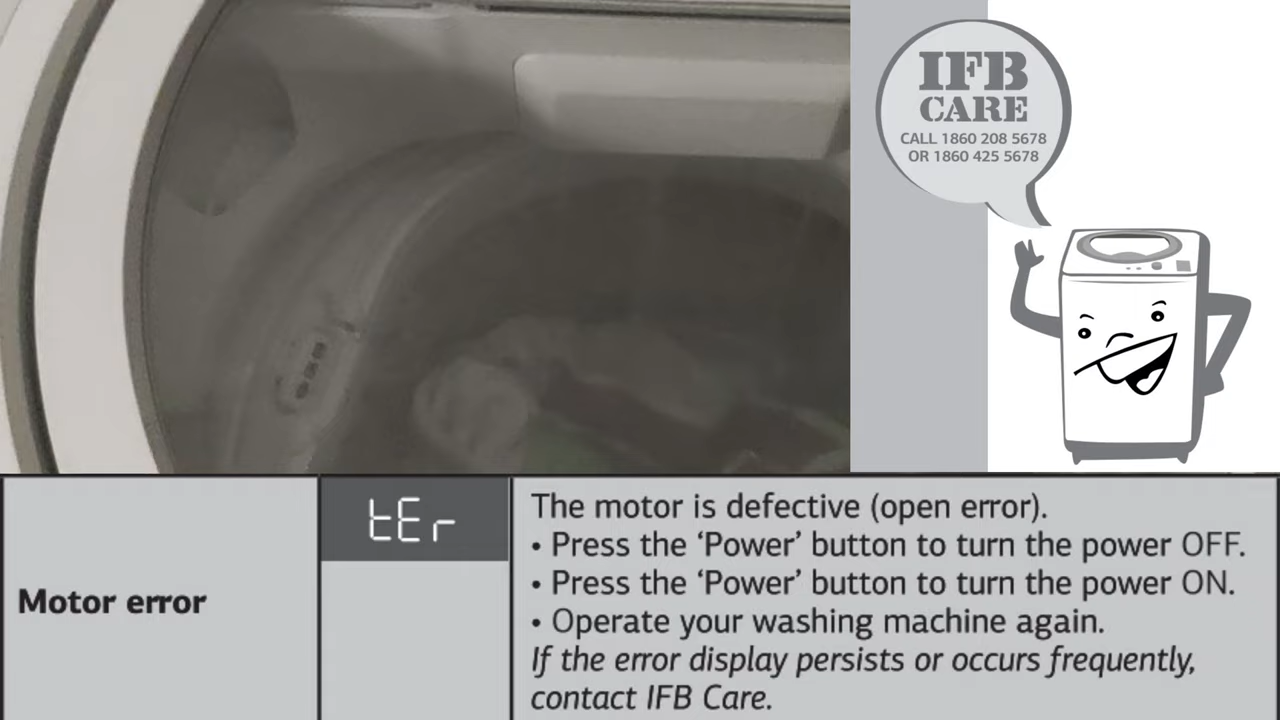 IFB
CARE
CALL 1860 208 5678
OR 1860 425 5678
Motor error
tEr
The motor is defective (open error).
• Press the ‘Power’ button to turn the power OFF.
• Press the ‘Power’ button to turn the power ON.
• Operate your washing machine again.
If the error display persists or occurs frequently,
contact IFB Care.